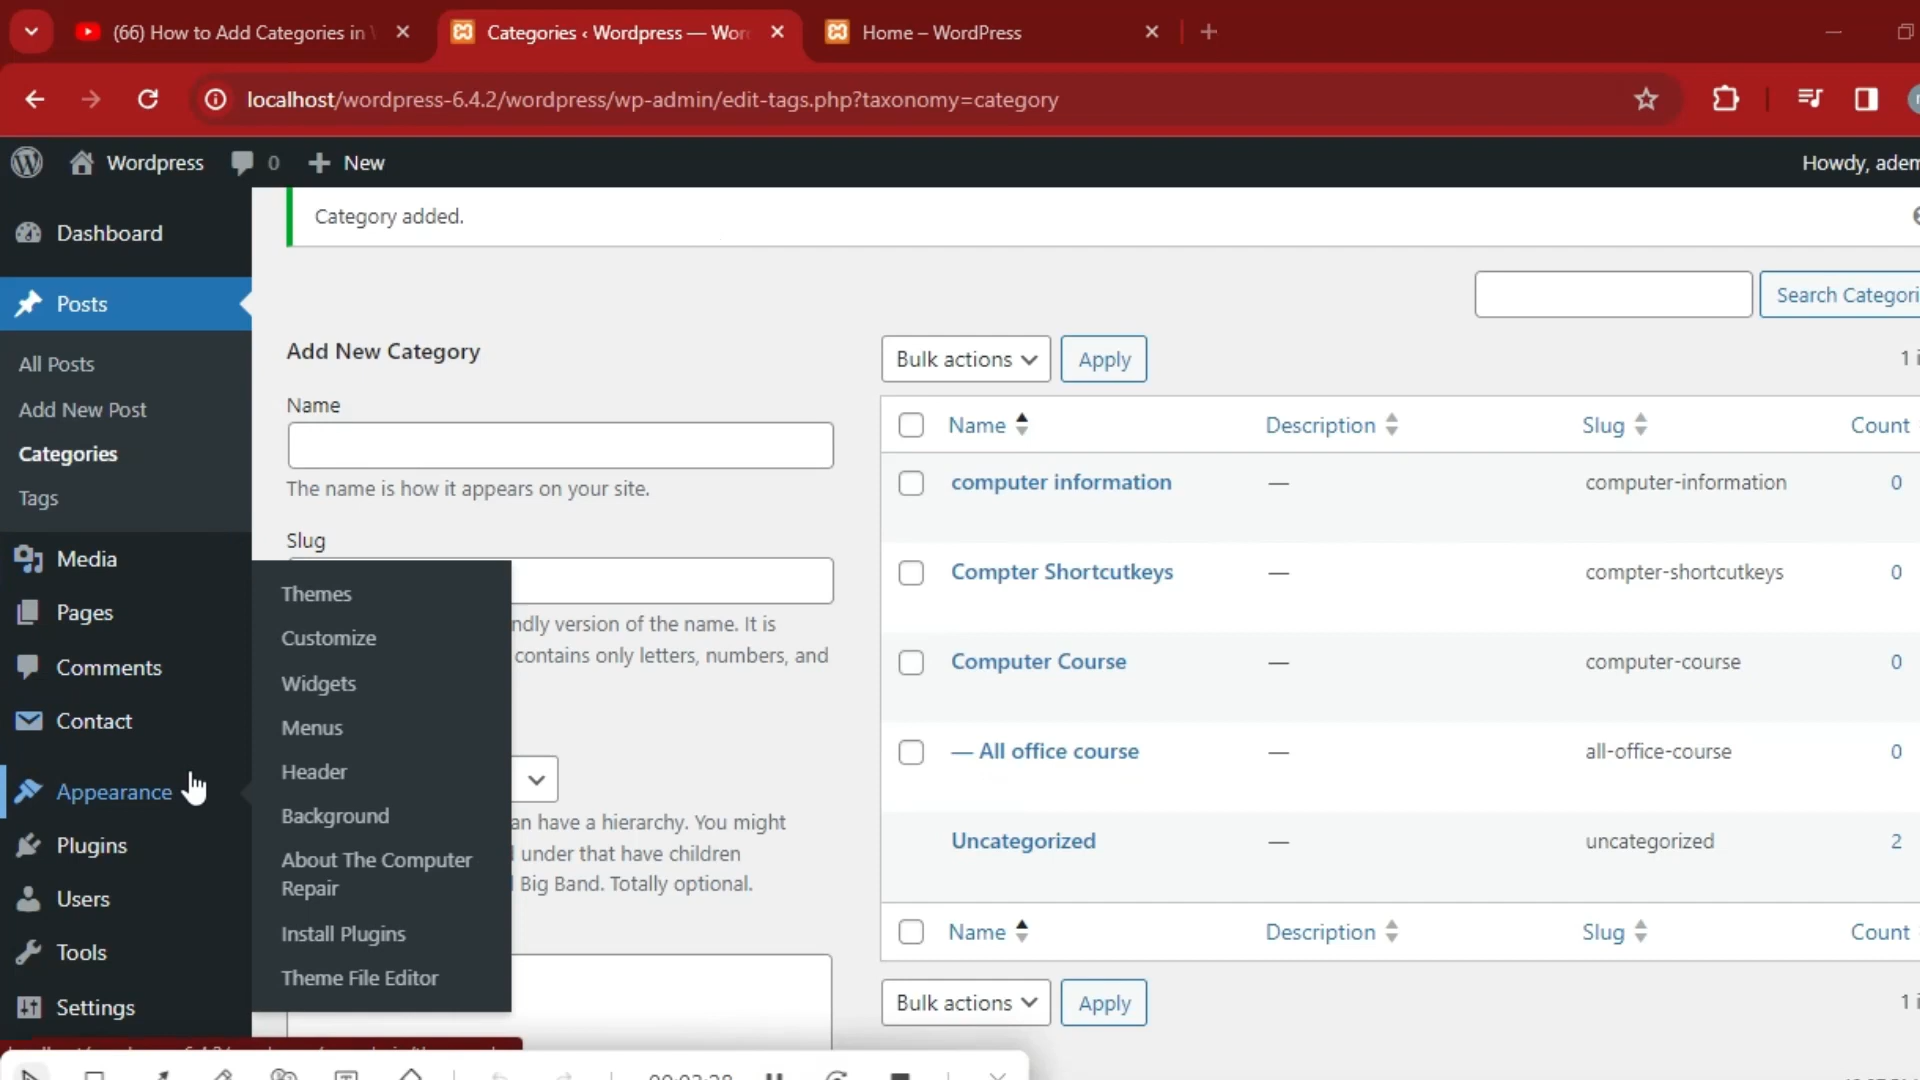 (66) How to Add Categories in
Categories ‹ Wordpress — Wor
Home – WordPress
localhost/wordpress-6.4.2/wordpress/wp-admin/edit-tags.php?taxonomy=category
Wordpress
0
New
Howdy, adem
Dashboard
Posts
All Posts
Add New Post
Categories
Tags
Media
Pages
Comments
Contact
Appearance
Plugins
Users
Tools
Settings
Themes
Customize
Widgets
Menus
Header
Background
About The Computer
Repair
Install Plugins
Theme File Editor
Category added.
Search Categori
Add New Category
Name
The name is how it appears on your site.
Slug
ndly version of the name. It is
contains only letters, numbers, and
an have a hierarchy. You might
under that have children
Big Band. Totally optional.
Bulk actions
Apply
1 i
Name Description Slug Count
computer information — computer-information 0
Compter Shortcutkeys — compter-shortcutkeys 0
Computer Course — computer-course 0
— All office course — all-office-course 0
Uncategorized — uncategorized 2
Name Description Slug Count
Bulk actions
Apply
1 i
00:03:28